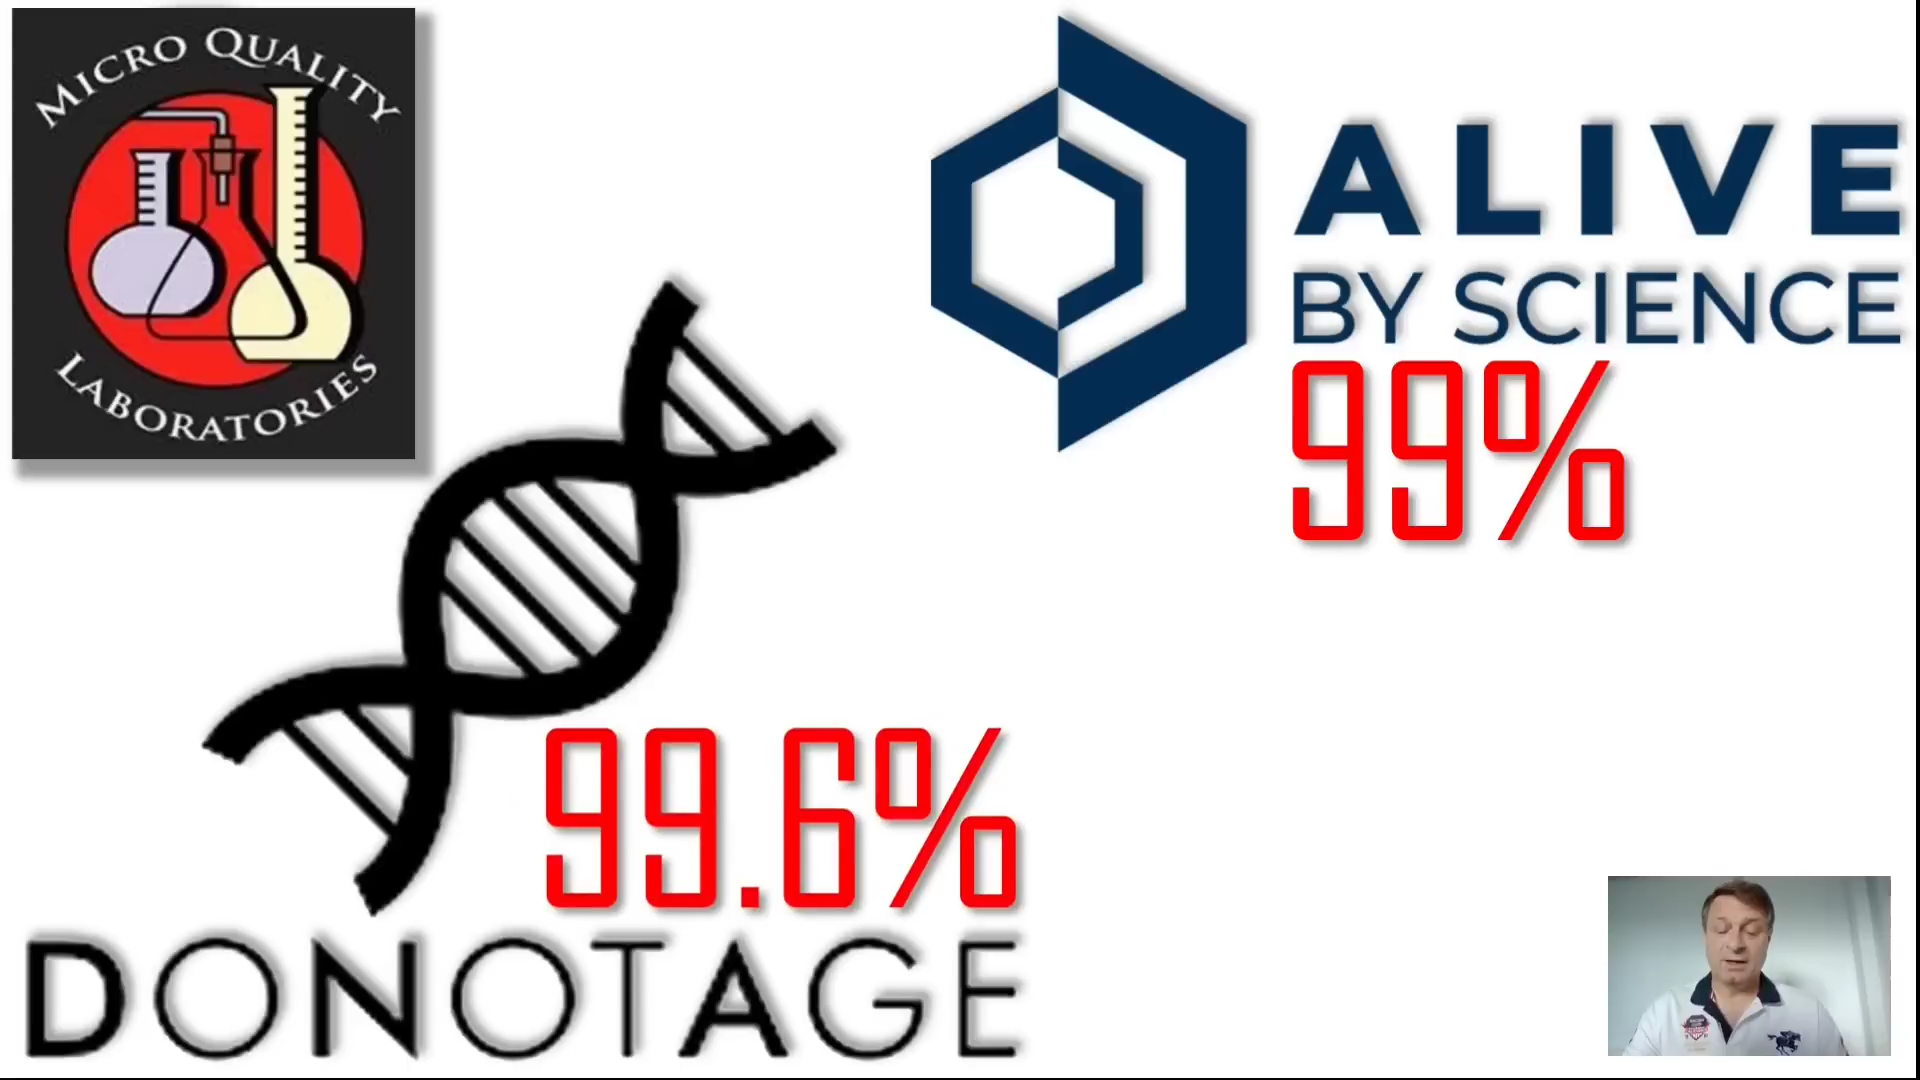 MICRO QUALITY
LABORATORIES
ALIVE
BY SCIENCE
99%
99.6%
DONOTAGE